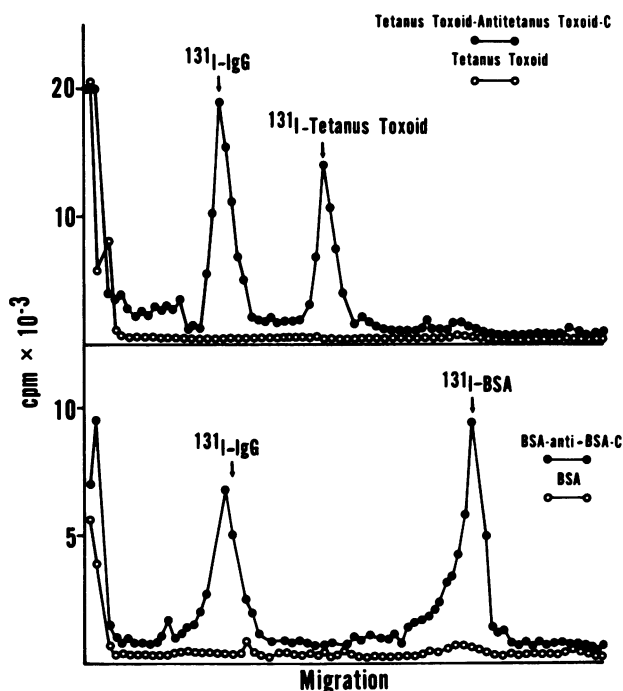 Tetanus Toxoid-Antitetanus Toxoid-C
Tetanus Toxoid
131I-IgG
131I-Tetanus Toxoid
20
10
cpm × 10-3
131I-BSA
131I-IgG
BSA-anti-BSA-C
BSA
10
5
Migration